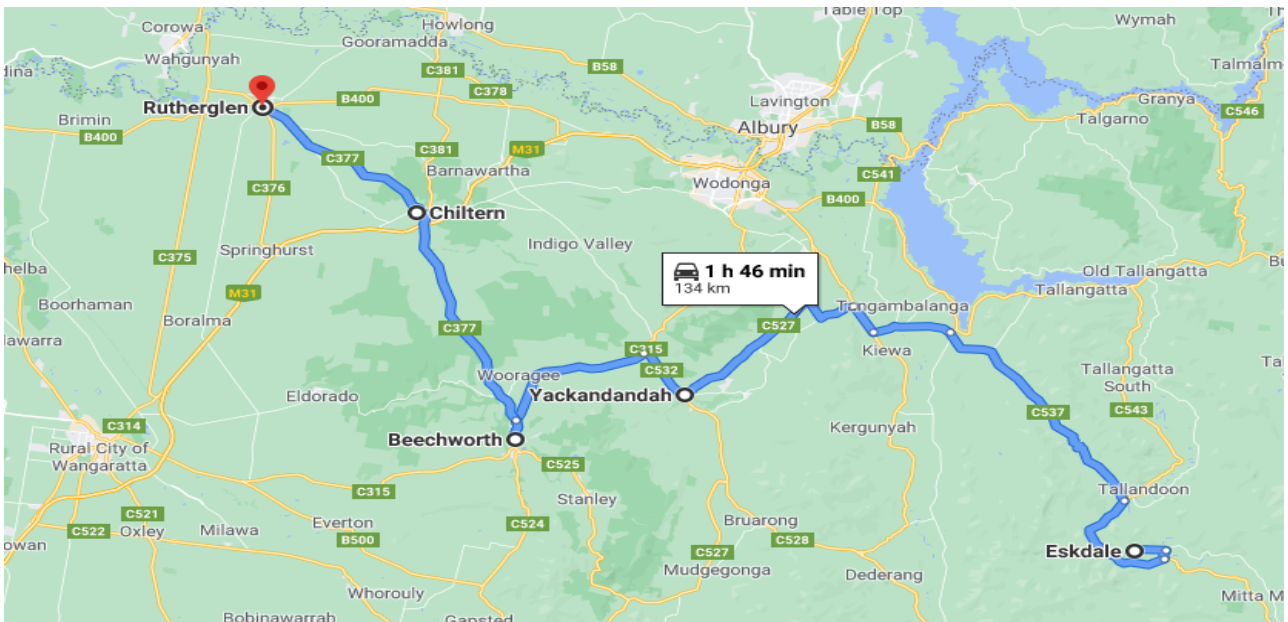 Corowa
Howlong
Table Top
Wymah
Wahgunyah
Gooramadda
C381
B58
Talmalmo
Rutherglen
B400
C378
Lavington
Granya
C546
Brimin
B400
Albury
B58
Talgarno
C377
C381
M31
C376
Barnawartha
Wodonga
C541
B400
Chiltern
Springhurst
Indigo Valley
C375
1 h 46 min
134 km
Old Tallangatta
Tallangatta
M31
Boorhaman
Boralma
Tangambalanga
C377
C527
C315
Kiewa
Wooragee
C532
Tallangatta
South
Eldorado
Yackandandah
C537
C543
C314
Kergunyah
Beechworth
Rural City of
Wangaratta
C525
C315
Tallandoon
Stanley
C521
C522
Oxley
Milawa
Everton
C524
Bruarong
B500
C528
C527
Eskdale
Mudgegonga
Dederang
Whorouly
Mitta M
Bobinawarrah
Gapsted